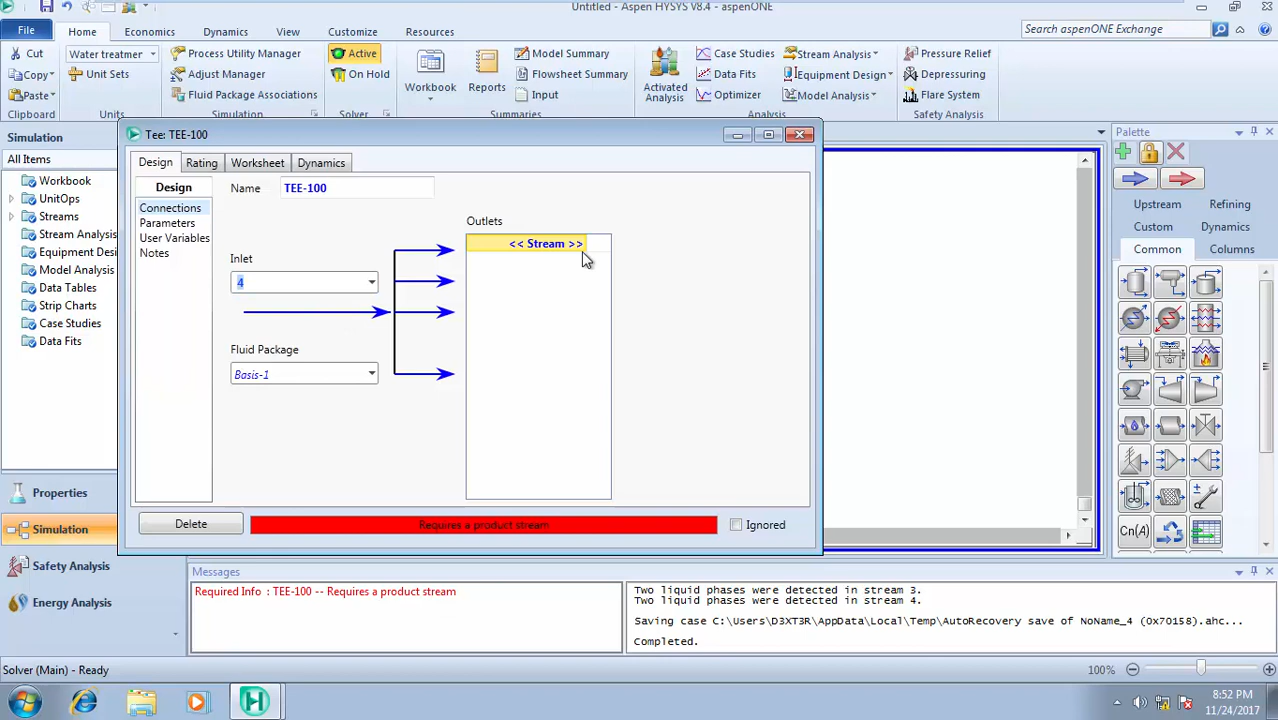 Untitled - Aspen HYSYS V8.4 - aspenONE
File
Home
Economics
Dynamics
View
Customize
Resources
Search aspenONE Exchange
Cut
Copy
Paste
Clipboard
Water treatmer
Unit Sets
Units
Process Utility Manager
Adjust Manager
Fluid Package Associations
Simulation
Active
On Hold
Solver
Workbook
Reports
Model Summary
Flowsheet Summary
Input
Summaries
Activated
Analysis
Case Studies
Data Fits
Optimizer
Stream Analysis
Equipment Design
Model Analysis
Analysis
Pressure Relief
Depressuring
Flare System
Safety Analysis
Simulation
All Items
Workbook
UnitOps
Streams
Stream Analysis
Equipment Design
Model Analysis
Data Tables
Strip Charts
Case Studies
Data Fits
Properties
Simulation
Safety Analysis
Energy Analysis
Tee: TEE-100
Design
Rating
Worksheet
Dynamics
Design
Connections
Parameters
User Variables
Notes
Name
TEE-100
Outlets
<< Stream >>
Inlet
4
Fluid Package
Basis-1
Delete
Requires a product stream
Ignored
Palette
Upstream
Refining
Custom
Dynamics
Common
Columns
Cn(A)
Messages
Required Info : TEE-100 -- Requires a product stream
Two liquid phases were detected in stream 3.
Two liquid phases were detected in stream 4.
Saving case C:\Users\D3XT3R\AppData\Local\Temp\AutoRecovery save of NoName_4 (0x70158).ahc...
Completed.
Solver (Main) - Ready
100%
8:52 PM
11/24/2017